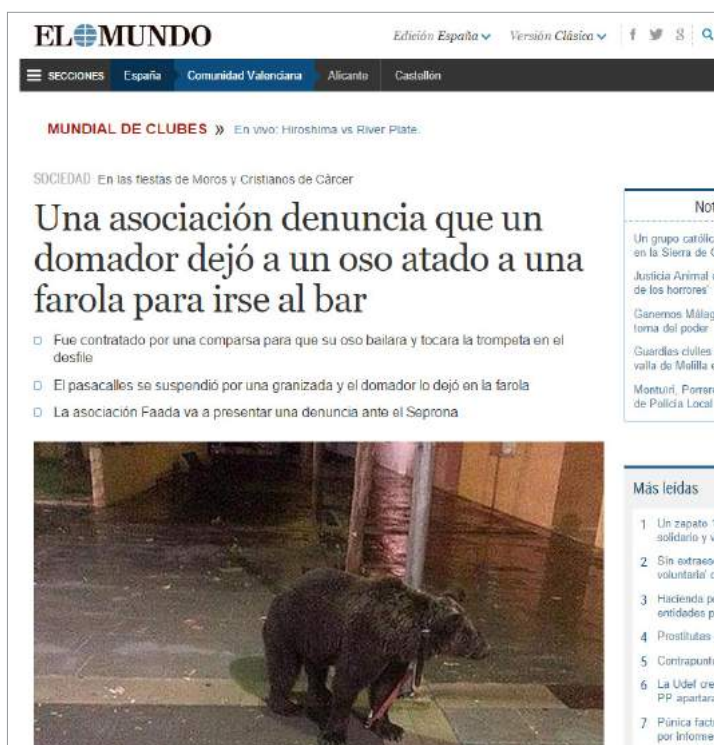 EL MUNDO
Edición España
Versión Clásica
SECCIONES España Comunidad Valenciana Alicante Castellón
MUNDIAL DE CLUBES » En vivo: Hiroshima vs River Plate.
SOCIEDAD En las fiestas de Moros y Cristianos de Càrcer
Una asociación denuncia que un
domador dejó a un oso atado a una
farola para irse al bar
Fue contratado por una comparsa para que su oso bailara y tocara la trompeta en el
desfile
El pasacalles se suspendió por una granizada y el domador lo dejó en la farola
La asociación Faada va a presentar una denuncia ante el Seprona
Un grupo católic
en la Sierra de
Justicia Animal
de los horrores'
Ganemos Málag
toma del poder
Guardias civiles
valla de Melilla e
Montuïri, Porrer
de Policía Local
Más leídas
1 Un zapato
solidario y v
2 Sin extraes
voluntaria'
3 Hacienda p
entidades p
4 Prostitutas
5 Contrapunt
6 La Udef cre
PP apartar
7 Púnica fact
por informe